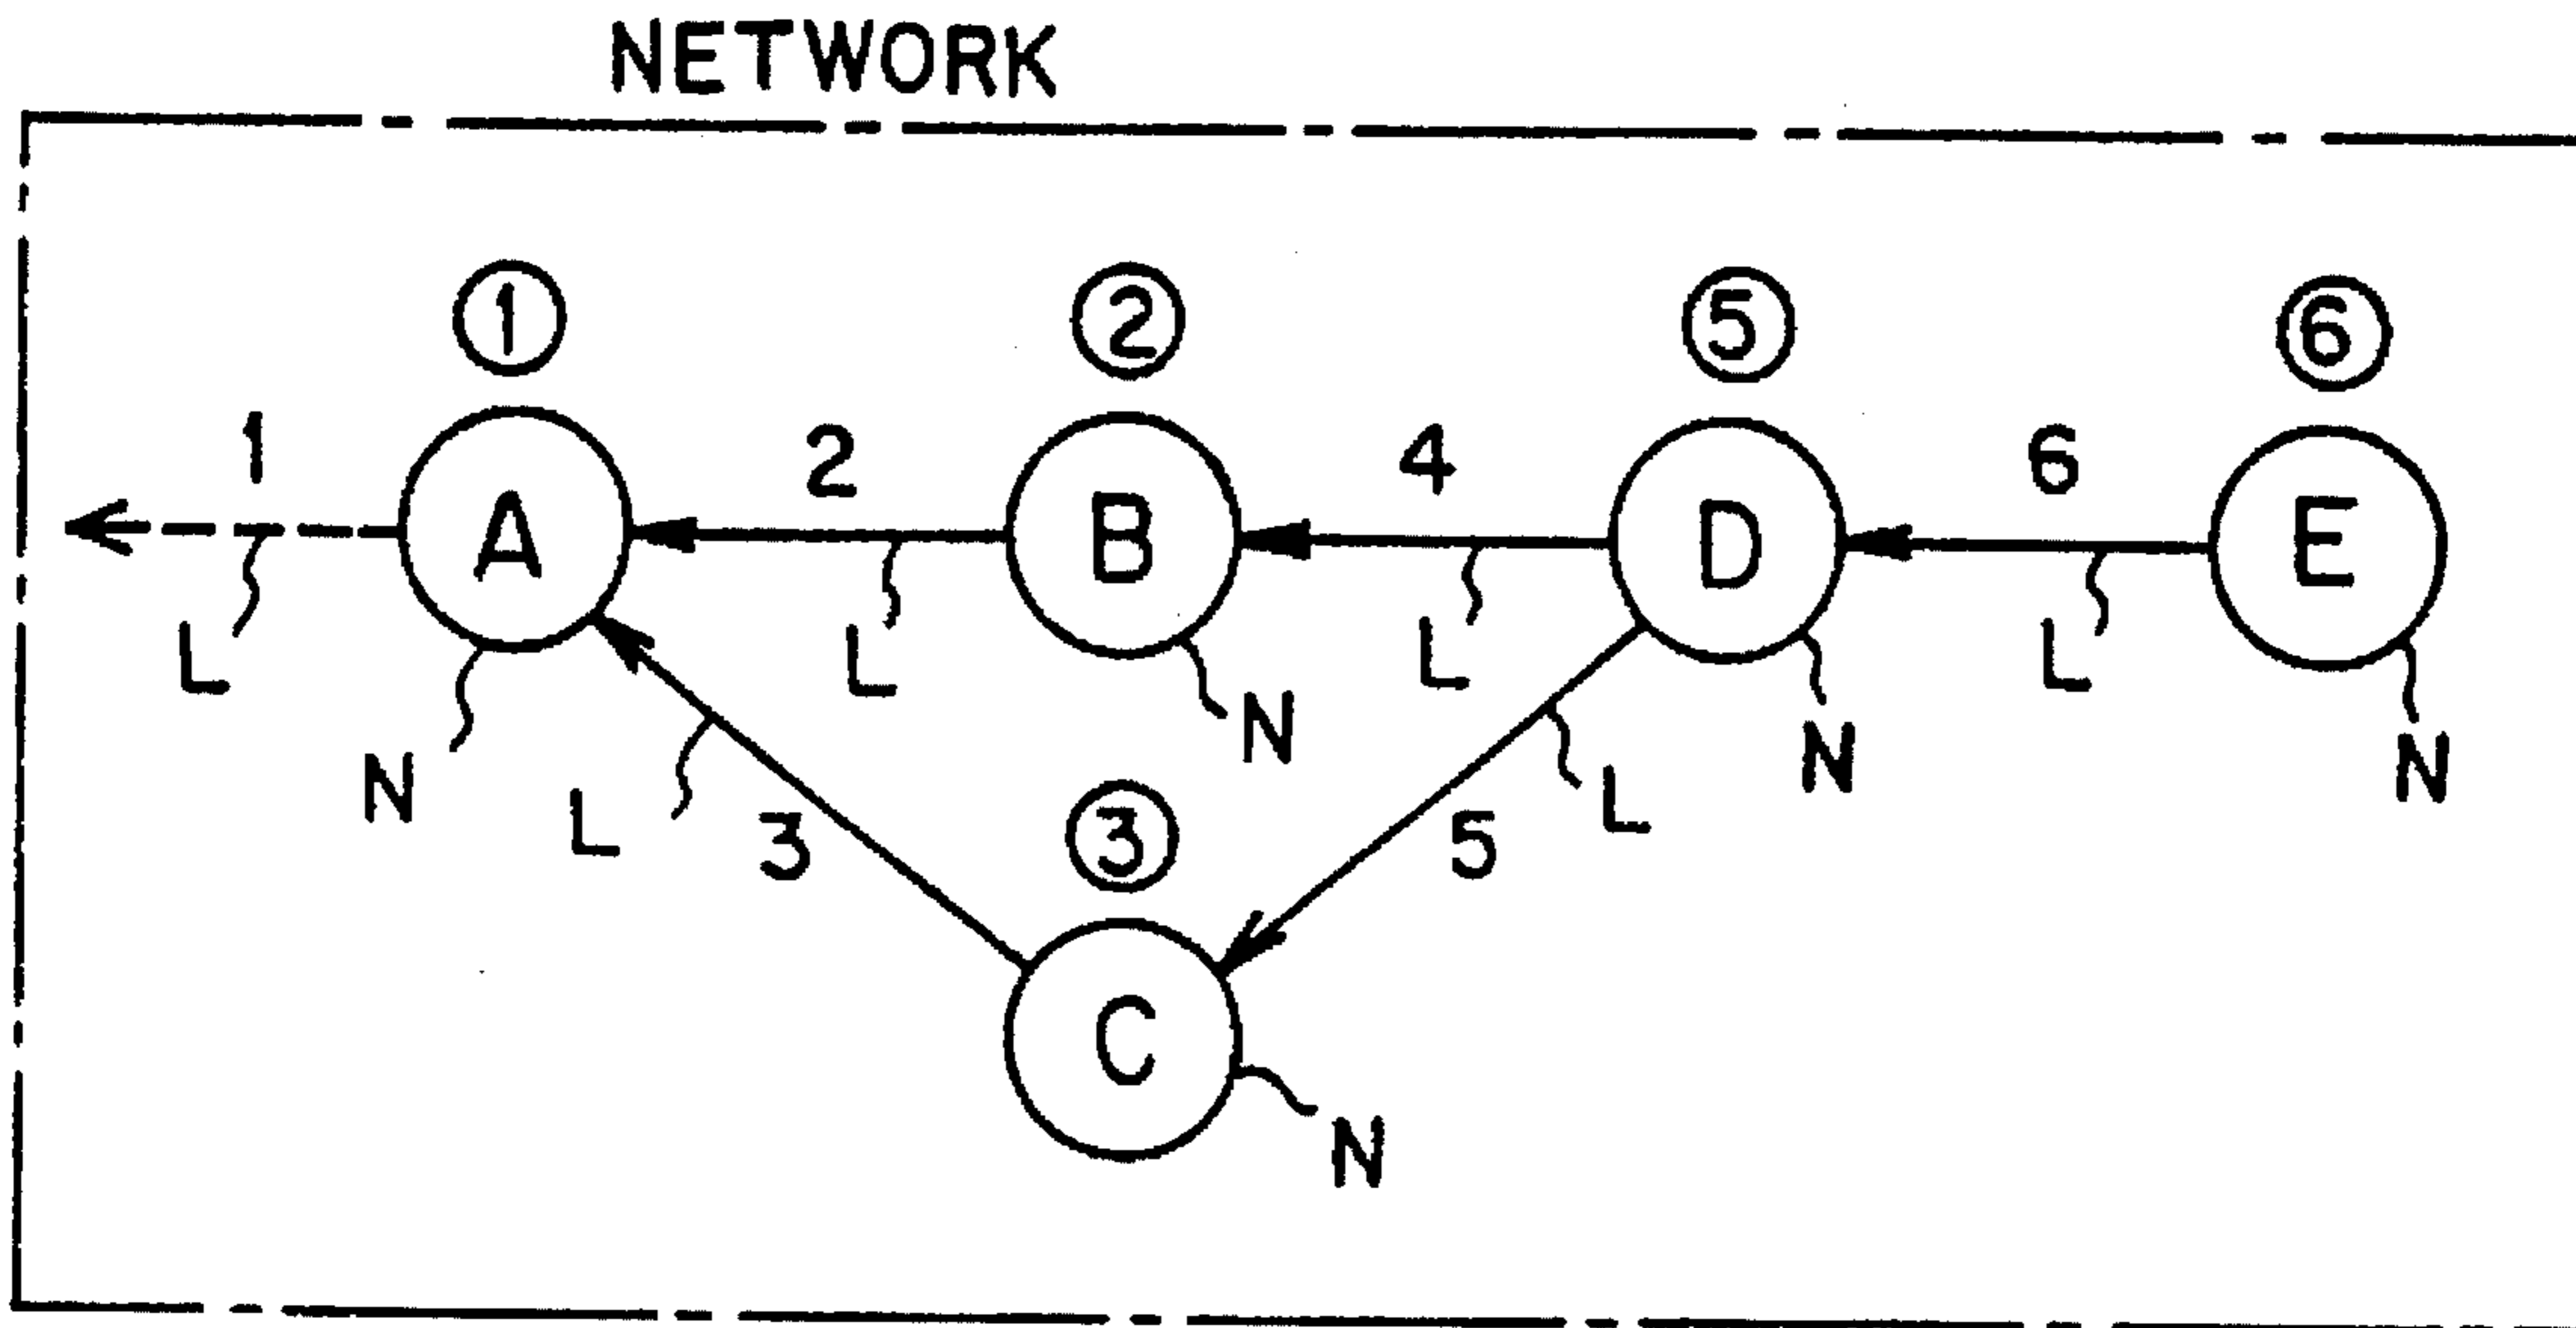 NETWORK
① ② ⑤ ⑥
1 2 4 6
A B D E
L L L L
N N N N
L 3 5 L
③
C
N